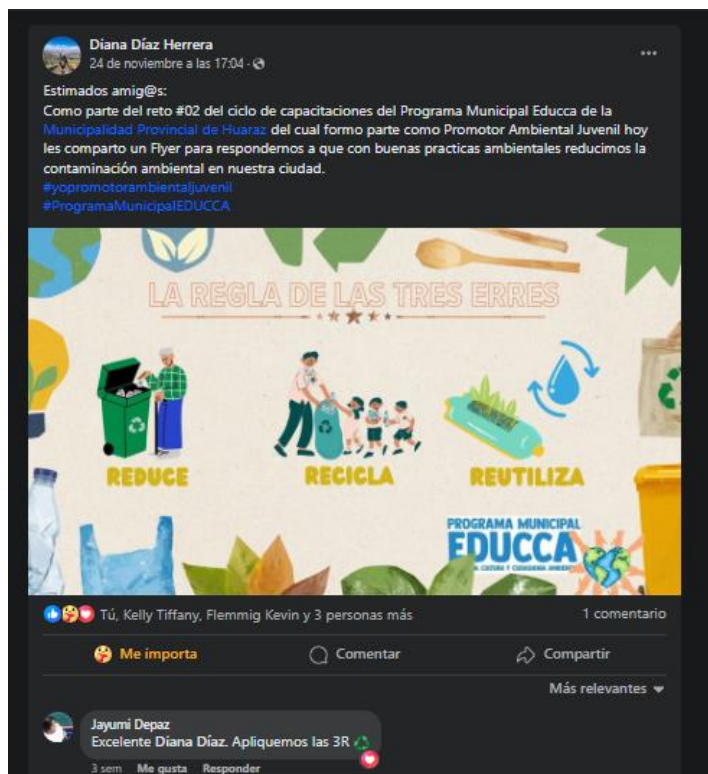 Diana Díaz Herrera
24 de noviembre a las 17:04 ·
Estimados amig@s:
Como parte del reto #02 del ciclo de capacitaciones del Programa Municipal Educca de la
Municipalidad Provincial de Huaraz del cual formo parte como Promotor Ambiental Juvenil hoy
les comparto un Flyer para respondernos a que con buenas practicas ambientales reducimos la
contaminación ambiental en nuestra ciudad.
#yopromotorambientaljuvenil
#ProgramaMunicipalEDUCCA
LA REGLA DE LAS TRES ERRES
REDUCE
RECICLA
REUTILIZA
PROGRAMA MUNICIPAL
EDUCCA
CULTURA Y CIUDADANÍA
Tú, Kelly Tiffany, Flemmig Kevin y 3 personas más
1 comentario
Me importa
Comentar
Compartir
Más relevantes
Jayumi Depaz
Excelente Diana Díaz. Apliquemos las 3R
3 sem Me gusta Responder